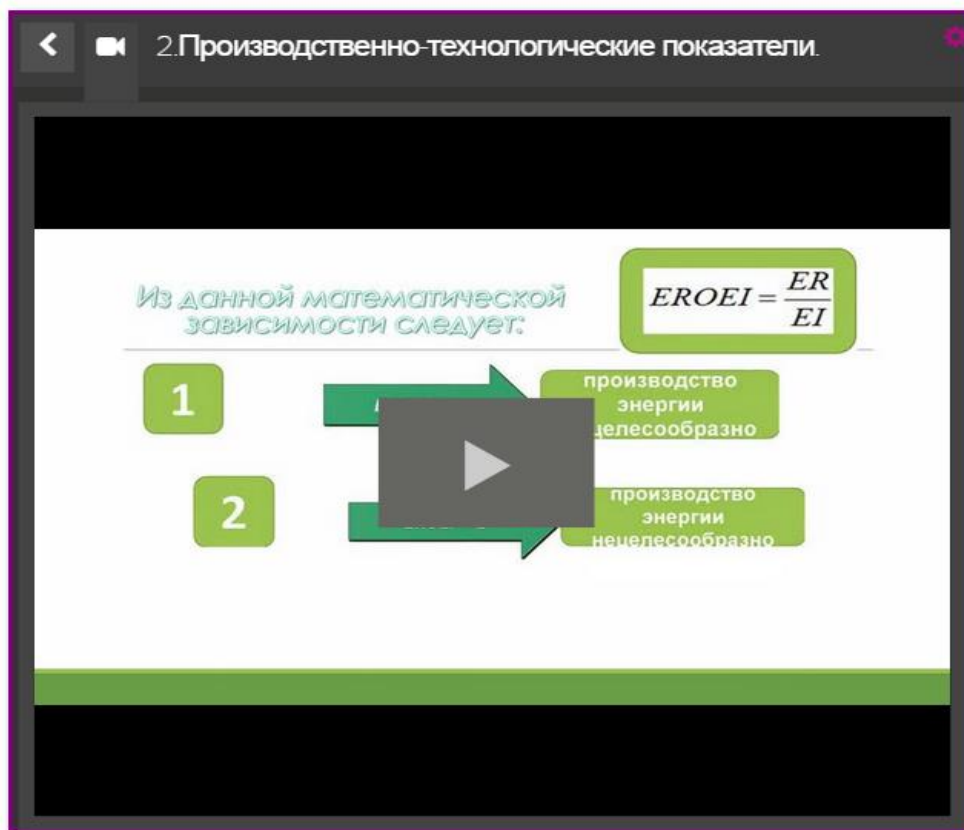 2.Производственно-технологические показатели.
Из данной математической
зависимости следует:
EROEI = ER / EI
1
производство
энергии
целесообразно
2
производство
энергии
нецелесообразно